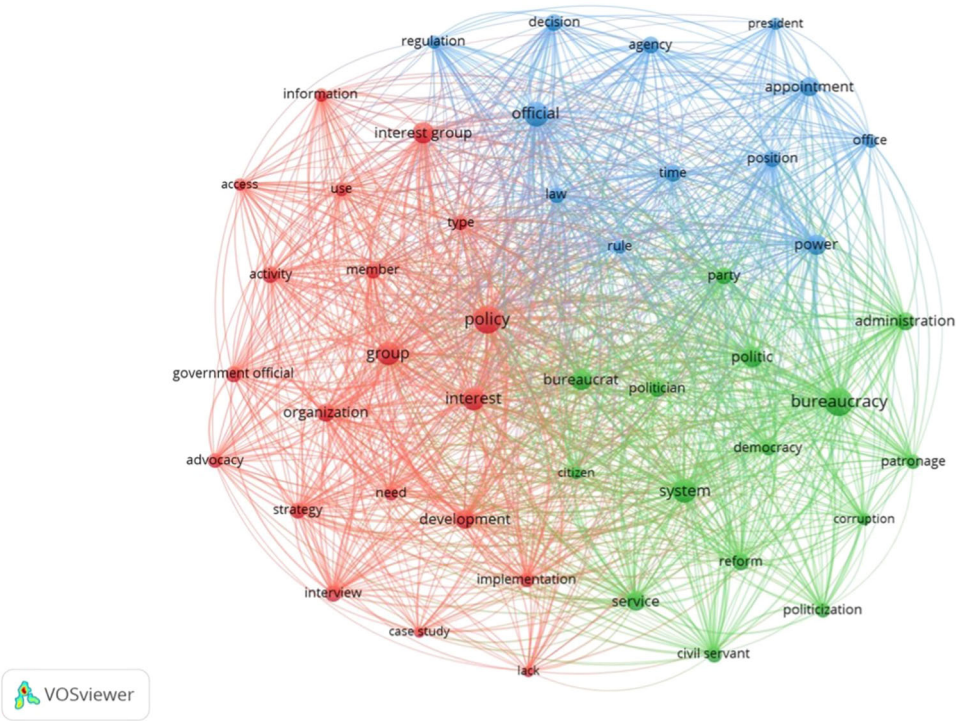 decision
president
regulation
agency
appointment
information
official
interest group
office
position
time
access
use
law
type
rule
power
activity
member
party
policy
administration
group
politic
government official
bureaucrat
politician
interest
bureaucracy
organization
democracy
advocacy
patronage
citizen
need
system
strategy
development
corruption
reform
implementation
interview
service
politicization
case study
civil servant
lack
VOSviewer